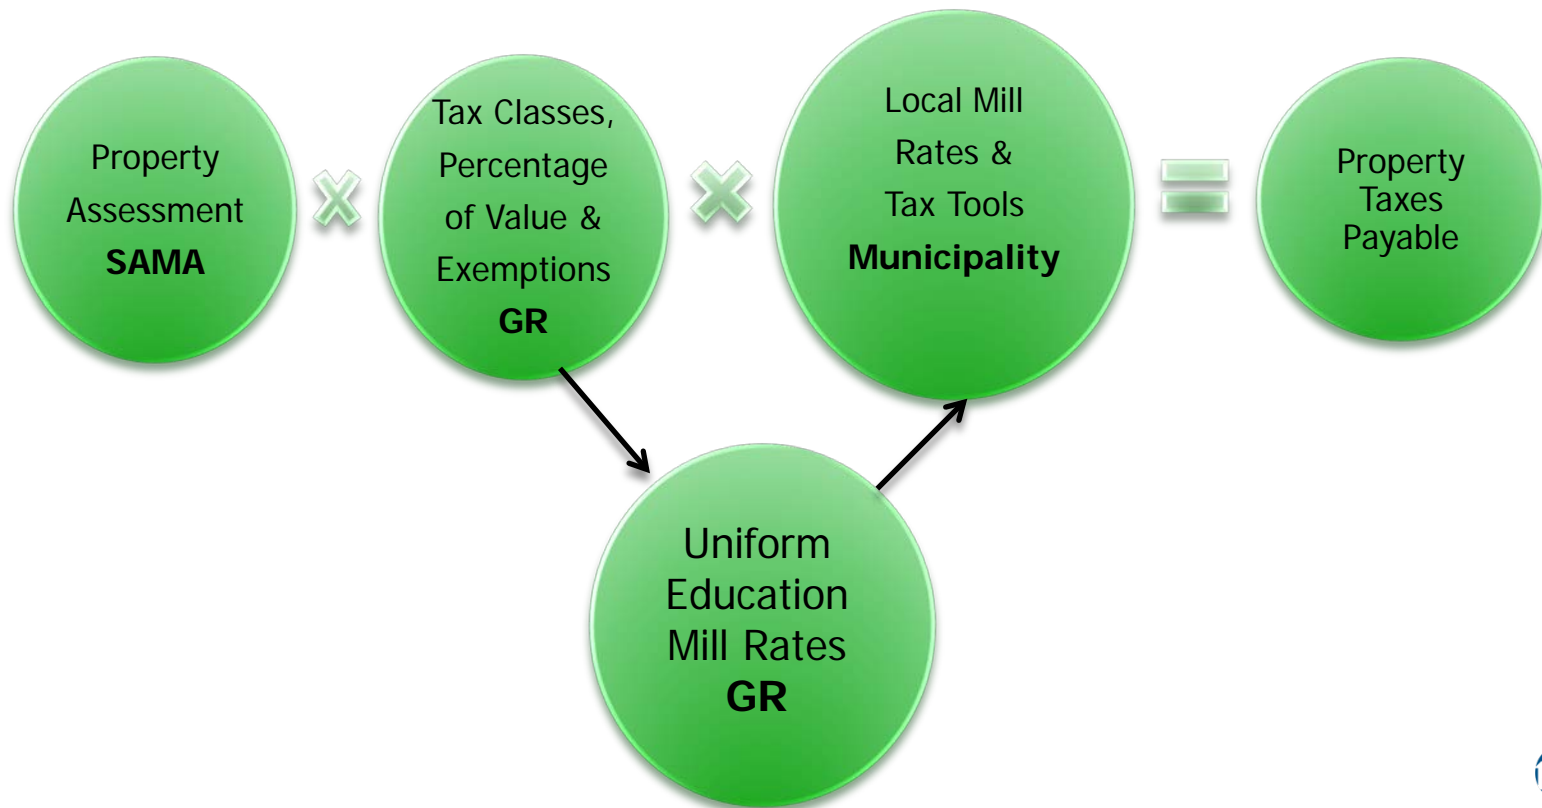 Property
Assessment
SAMA
Tax Classes,
Percentage
of Value &
Exemptions
GR
Local Mill
Rates &
Tax Tools
Municipality
Property
Taxes
Payable
Uniform
Education
Mill Rates
GR